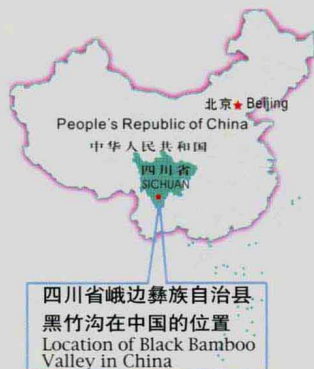 北京★Beijing
People's Republic of China
中华人民共和国
四川省
SICHUAN
四川省峨边彝族自治县
黑竹沟在中国的位置
Location of Black Bamboo
Valley in China